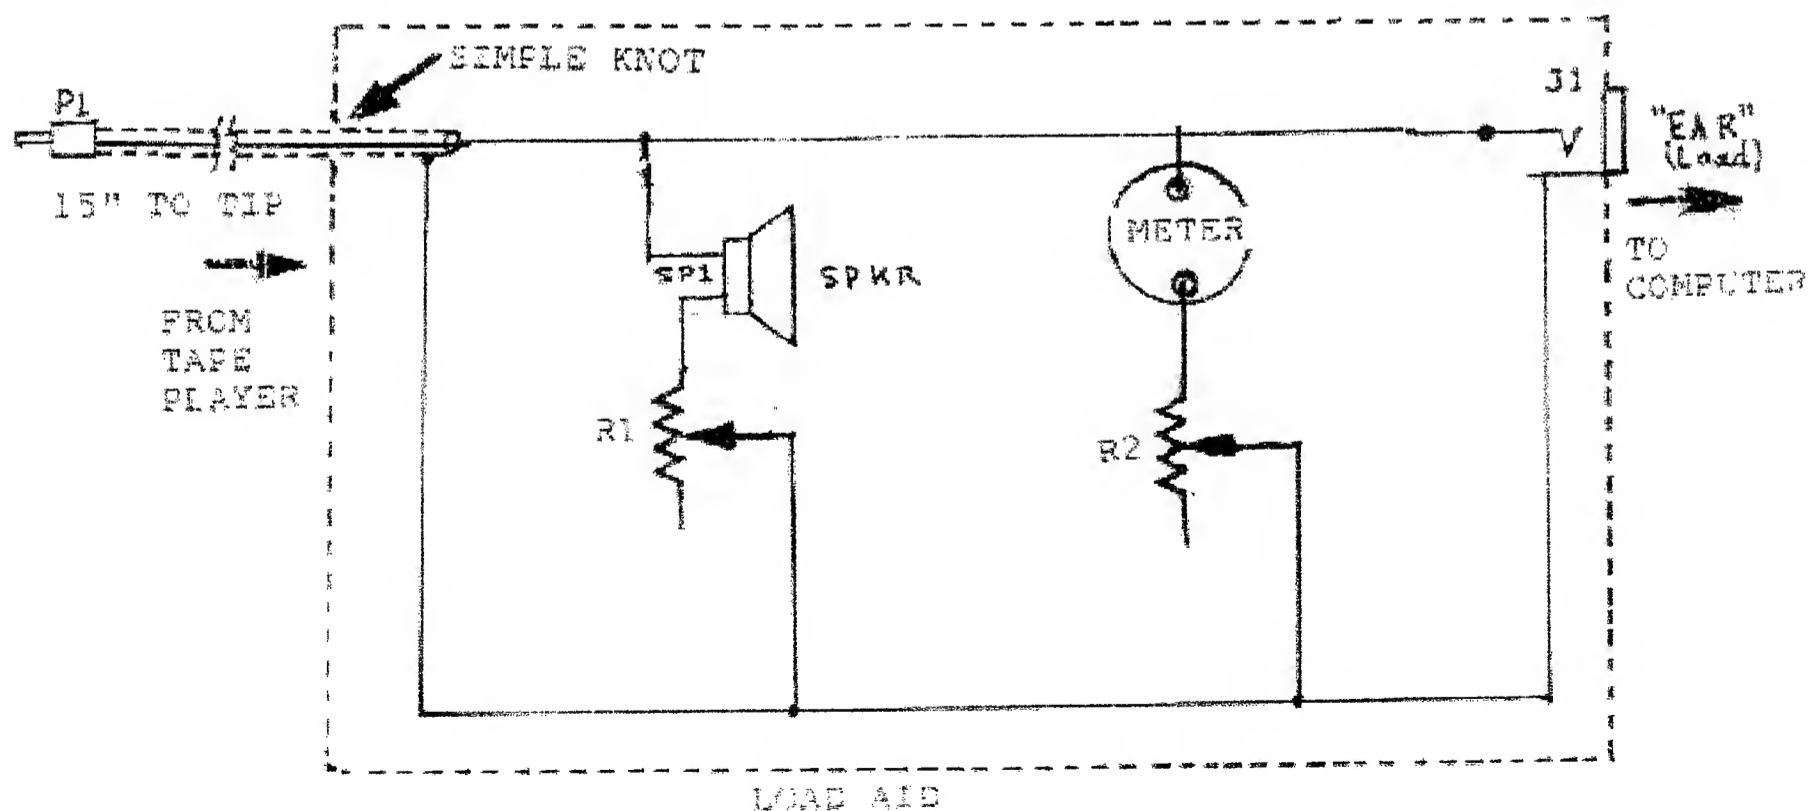 SIMPLE KNOT
P1
J1
"EAR"
(Load)
15" TO TIP
TO
COMPUTER
FROM
TAPE
PLAYER
SP1
SPKR
METER
R1
R2
LOAD AID